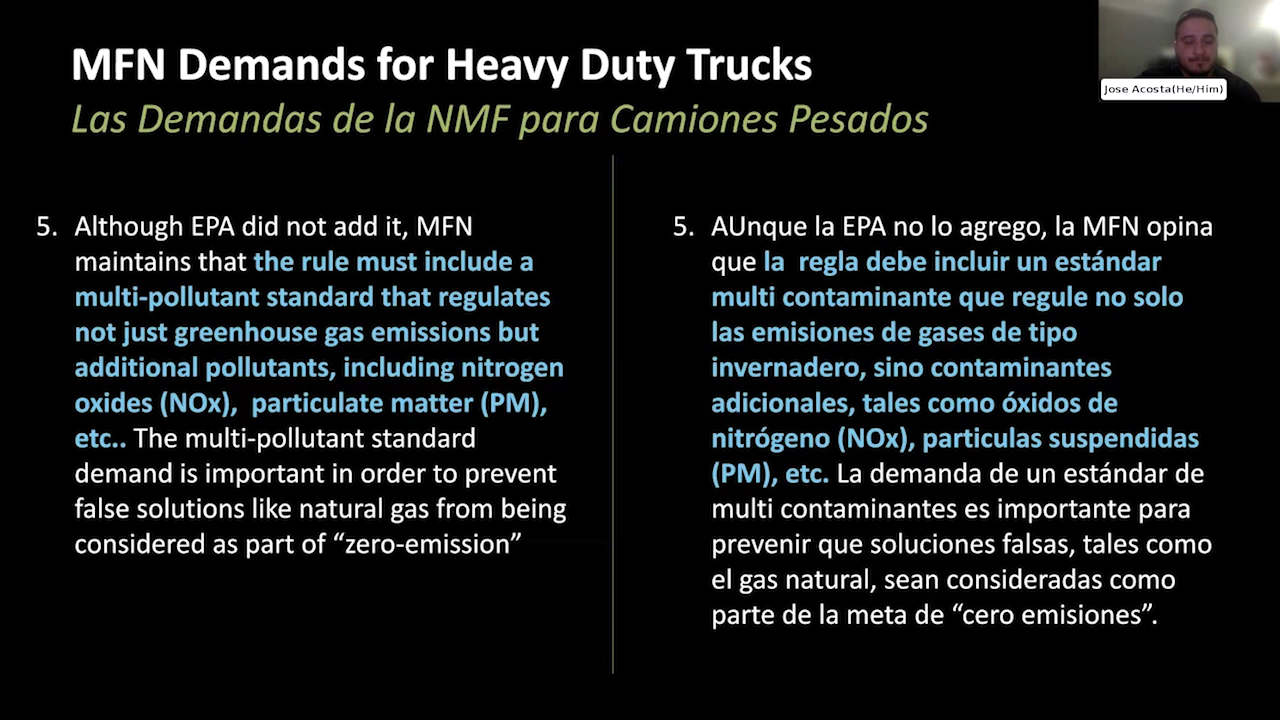 MFN Demands for Heavy Duty Trucks
Las Demandas de la NMF para Camiones Pesados
Jose Acosta(He/Him)
5. Although EPA did not add it, MFN
maintains that the rule must include a
multi-pollutant standard that regulates
not just greenhouse gas emissions but
additional pollutants, including nitrogen
oxides (NOx),  particulate matter (PM),
etc.. The multi-pollutant standard
demand is important in order to prevent
false solutions like natural gas from being
considered as part of “zero-emission”
5. AUnque la EPA no lo agrego, la MFN opina
que la  regla debe incluir un estándar
multi contaminante que regule no solo
las emisiones de gases de tipo
invernadero, sino contaminantes
adicionales, tales como óxidos de
nitrógeno (NOx), particulas suspendidas
(PM), etc. La demanda de un estándar de
multi contaminantes es importante para
prevenir que soluciones falsas, tales como
el gas natural, sean consideradas como
parte de la meta de “cero emisiones”.